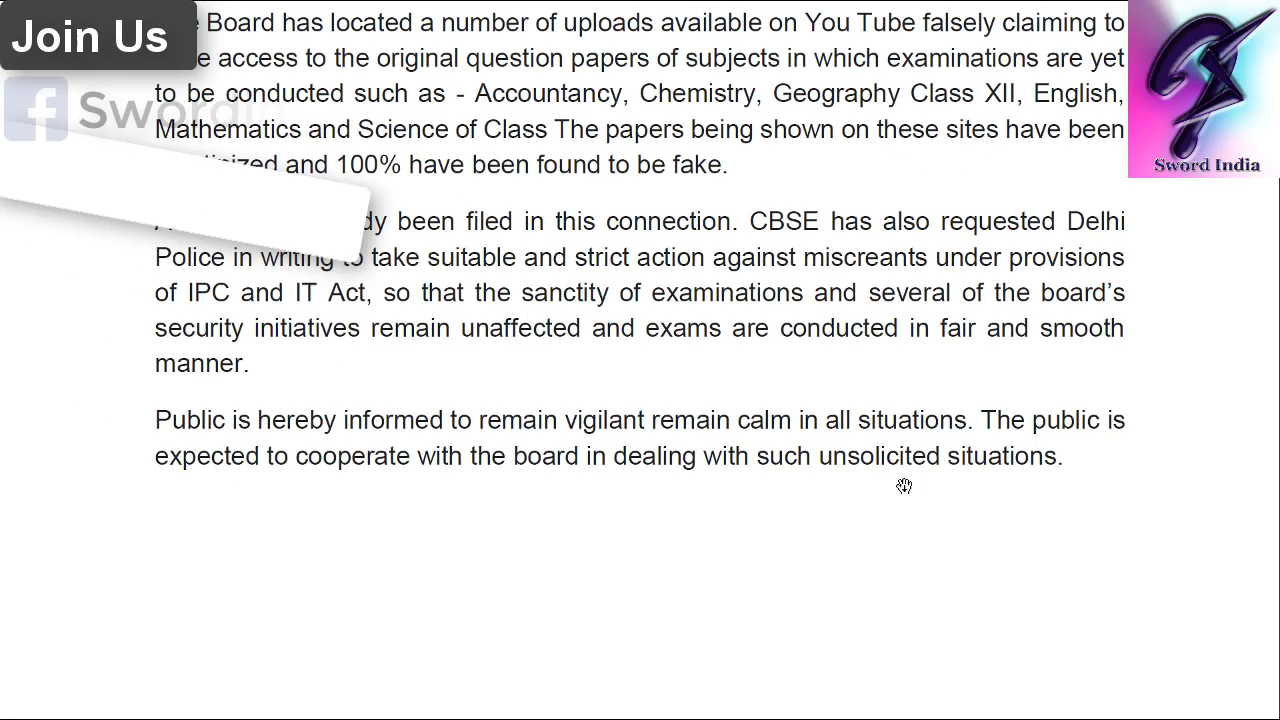 Join Us
Board has located a number of uploads available on You Tube falsely claiming to
access to the original question papers of subjects in which examinations are yet
to be conducted such as - Accountancy, Chemistry, Geography Class XII, English,
Mathematics and Science of Class The papers being shown on these sites have been
and 100% have been found to be fake.
been filed in this connection. CBSE has also requested Delhi
Police in writing to take suitable and strict action against miscreants under provisions
of IPC and IT Act, so that the sanctity of examinations and several of the board’s
security initiatives remain unaffected and exams are conducted in fair and smooth
manner.
Public is hereby informed to remain vigilant remain calm in all situations. The public is
expected to cooperate with the board in dealing with such unsolicited situations.
Sword India